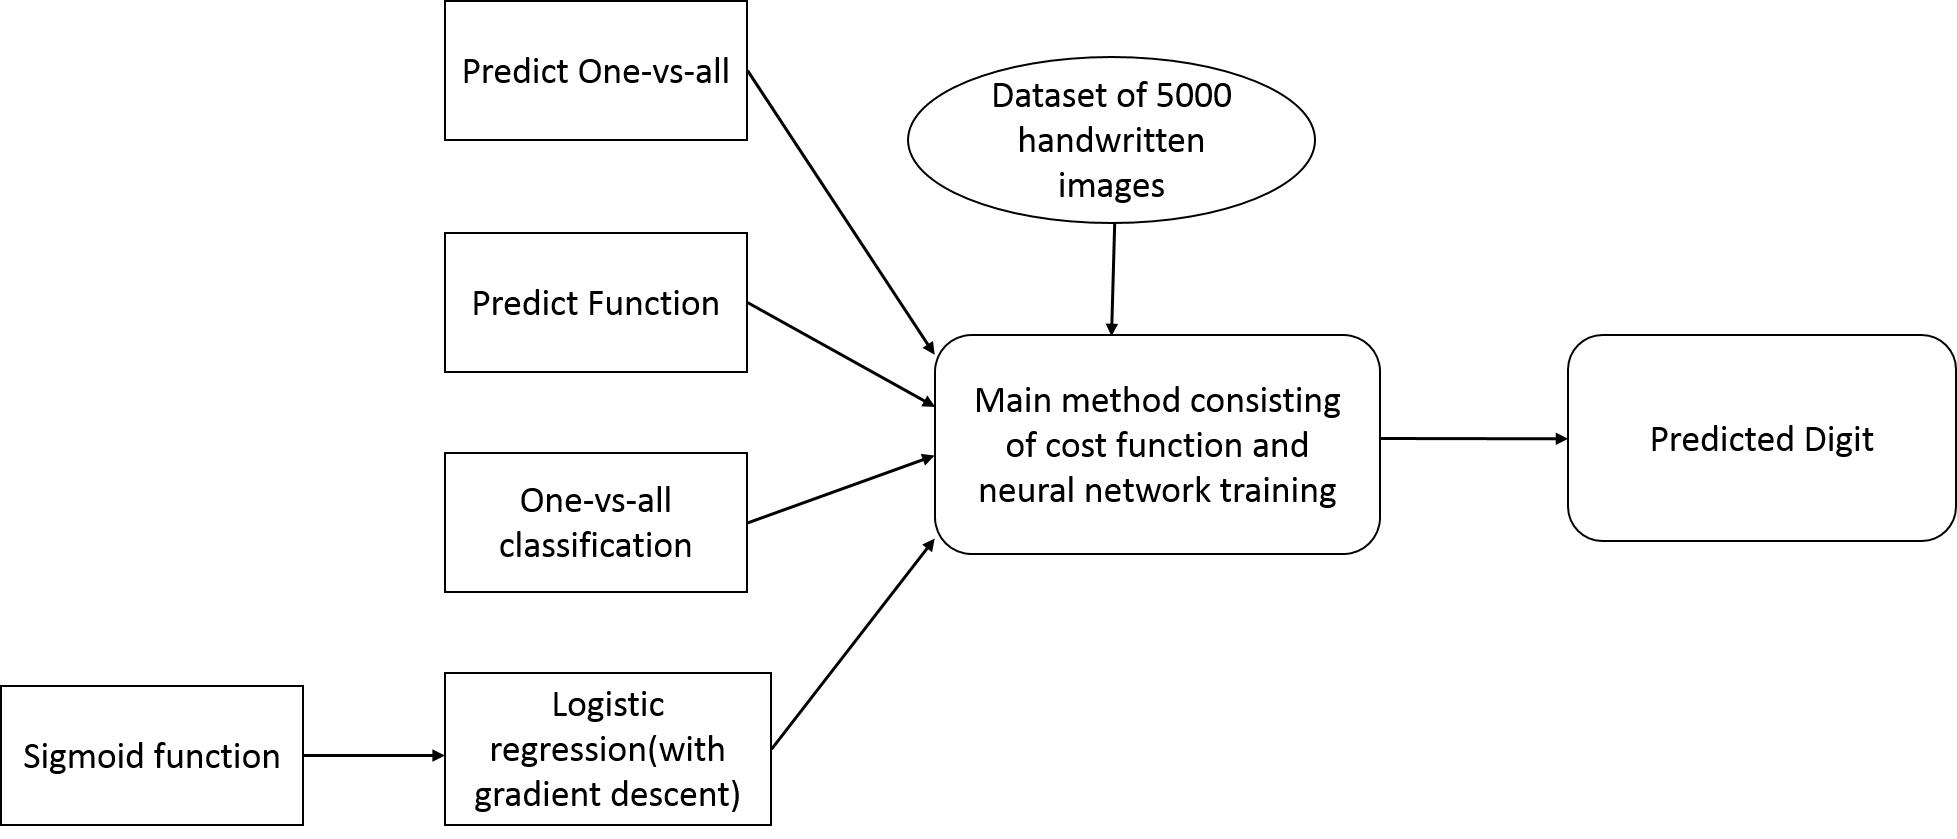 Predict One-vs-all
Dataset of 5000
handwritten
images
Predict Function
Main method consisting
of cost function and
neural network training
Predicted Digit
One-vs-all
classification
Sigmoid function
Logistic
regression(with
gradient descent)